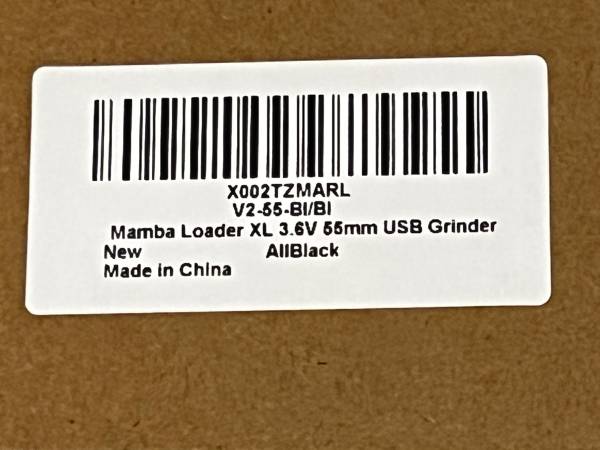 X002TZMARL
V2-55-Bl/Bl
Mamba Loader XL 3.6V 55mm USB Grinder
New AllBlack
Made in China